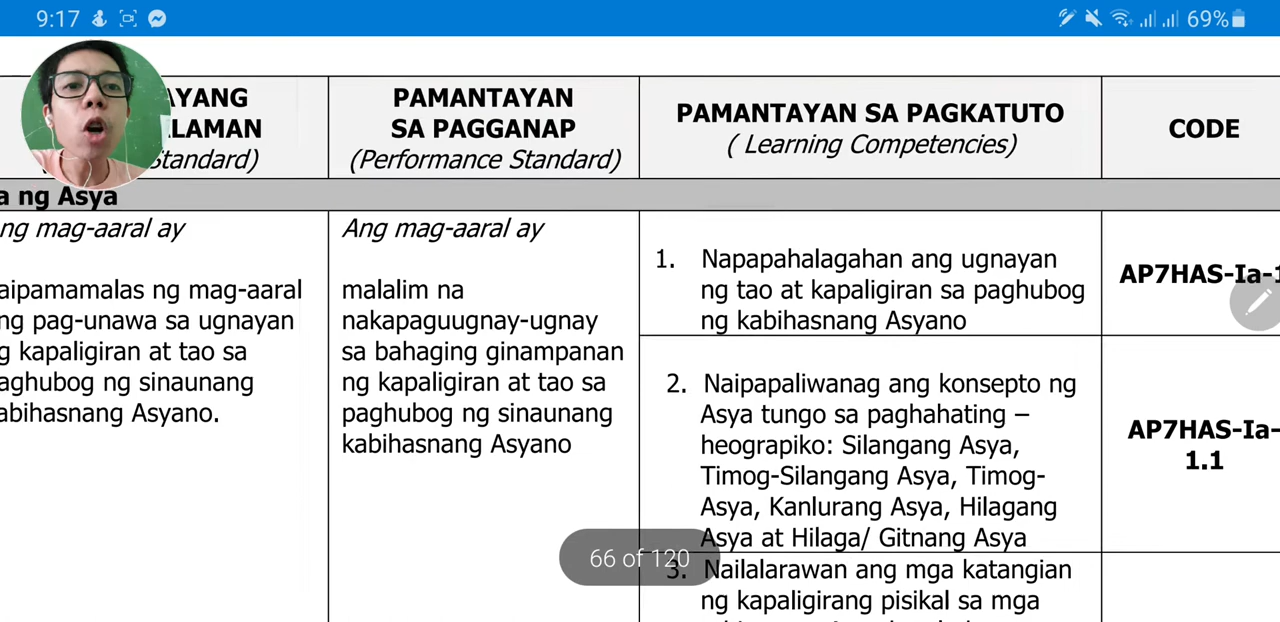 9:17
69%
AYANG
LAMAN
Standard)
PAMANTAYAN
SA PAGGANAP
(Performance Standard)
PAMANTAYAN SA PAGKATUTO
( Learning Competencies)
CODE
a ng Asya
ng mag-aaral ay
aipamamalas ng mag-aaral
ng pag-unawa sa ugnayan
g kapaligiran at tao sa
aghubog ng sinaunang
abihasnang Asyano.
Ang mag-aaral ay
malalim na
nakapaguugnay-ugnay
sa bahaging ginampanan
ng kapaligiran at tao sa
paghubog ng sinaunang
kabihasnang Asyano
1. Napapahalagahan ang ugnayan
ng tao at kapaligiran sa paghubog
ng kabihasnang Asyano
AP7HAS-Ia-1
2. Naipapaliwanag ang konsepto ng
Asya tungo sa paghahating –
heograpiko: Silangang Asya,
Timog-Silangang Asya, Timog-
Asya, Kanlurang Asya, Hilagang
Asya at Hilaga/ Gitnang Asya
AP7HAS-Ia-
1.1
66 of 120
3. Nailalarawan ang mga katangian
ng kapaligirang pisikal sa mga